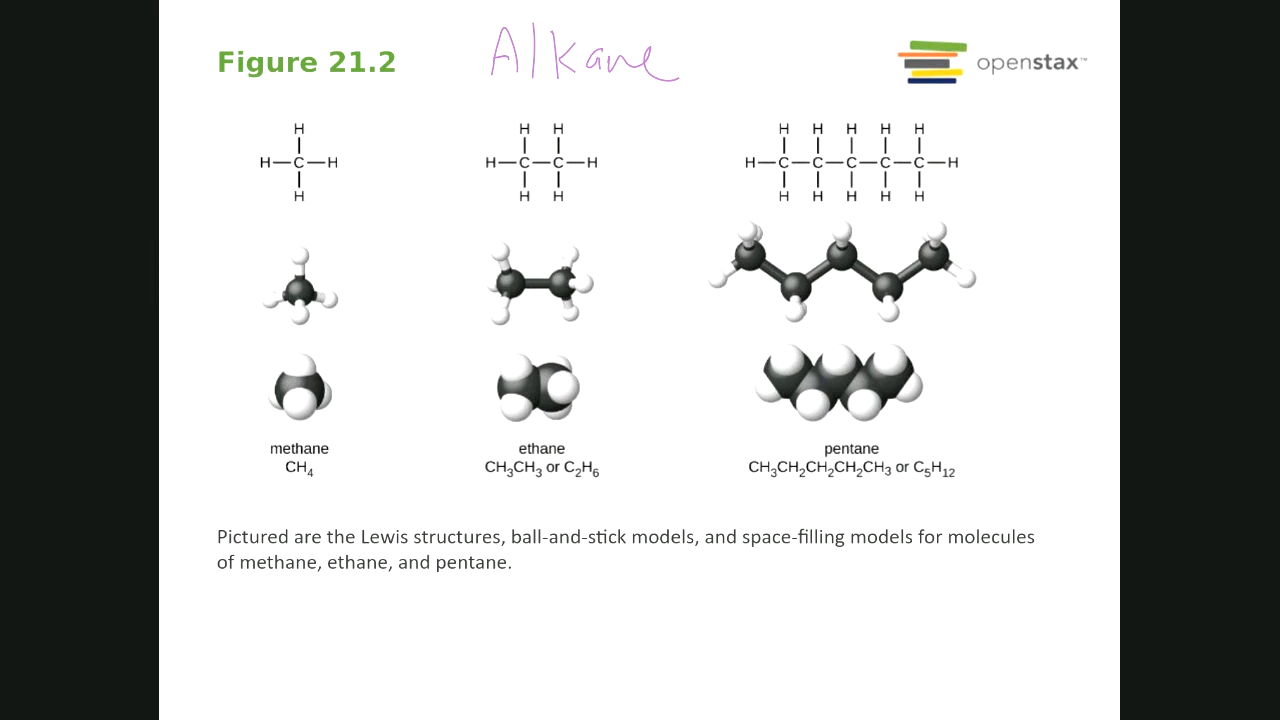 Figure 21.2
Alkane
openstax™
H
H—C—H
H
H H
H—C—C—H
H H
H H H H H
H—C—C—C—C—C—H
H H H H H
methane
CH₄
ethane
CH₃CH₃ or C₂H₆
pentane
CH₃CH₂CH₂CH₂CH₃ or C₅H₁₂
Pictured are the Lewis structures, ball-and-stick models, and space-filling models for molecules
of methane, ethane, and pentane.